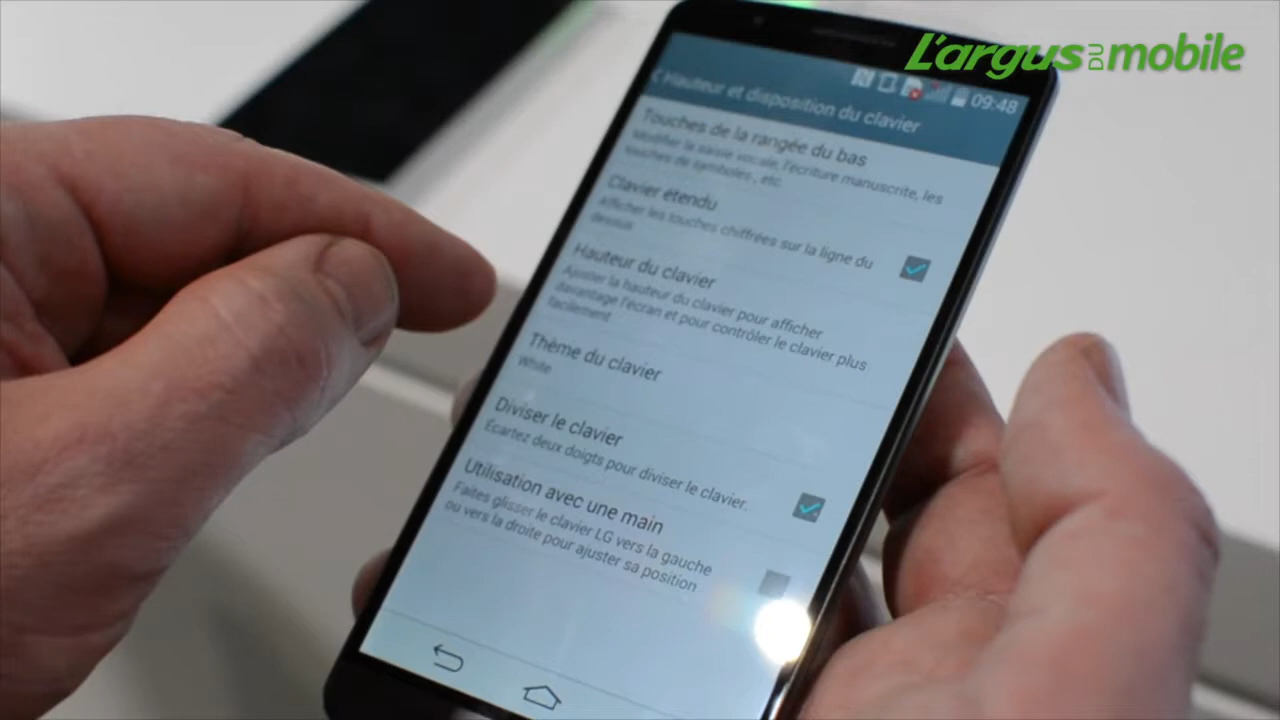 L'argus DU mobile
09:48
Hauteur et disposition du clavier
Touches de la rangée du bas
Modifier la saisie vocale, l'écriture manuscrite, les
touches de symboles , etc.
Clavier étendu
Afficher les touches chiffrées sur la ligne du
dessus
Hauteur du clavier
Ajuster la hauteur du clavier pour afficher
davantage l'écran et pour contrôler le clavier plus
facilement
Thème du clavier
White
Diviser le clavier
Écartez deux doigts pour diviser le clavier.
Utilisation avec une main
Faites glisser le clavier LG vers la gauche
ou vers la droite pour ajuster sa position